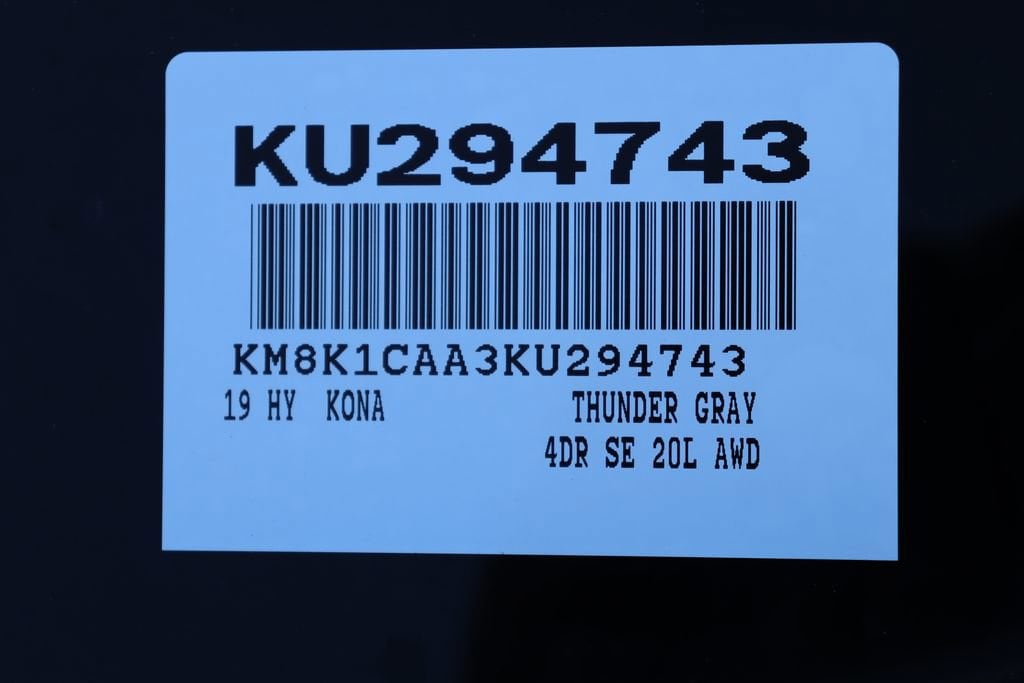 KU294743
KM8K1CAA3KU294743
19 HY KONA THUNDER GRAY
4DR SE 20L AWD